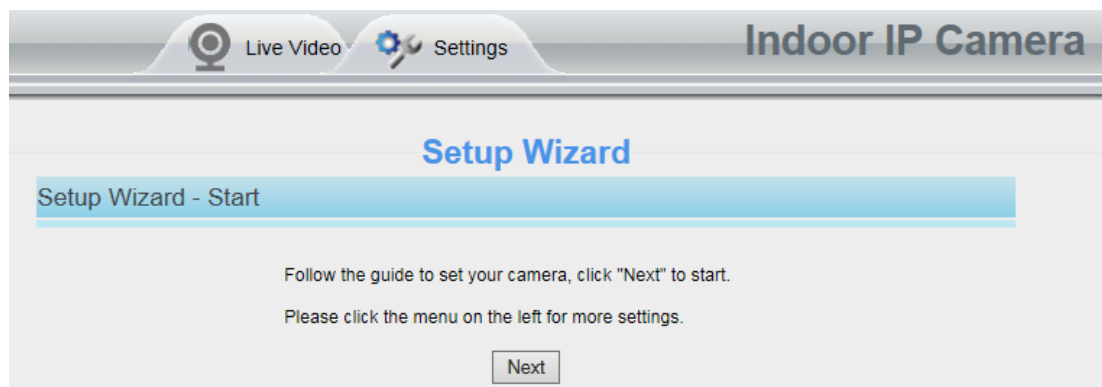 Live Video
Settings
Indoor IP Camera
Setup Wizard
Setup Wizard - Start
Follow the guide to set your camera, click "Next" to start.
Please click the menu on the left for more settings.
Next